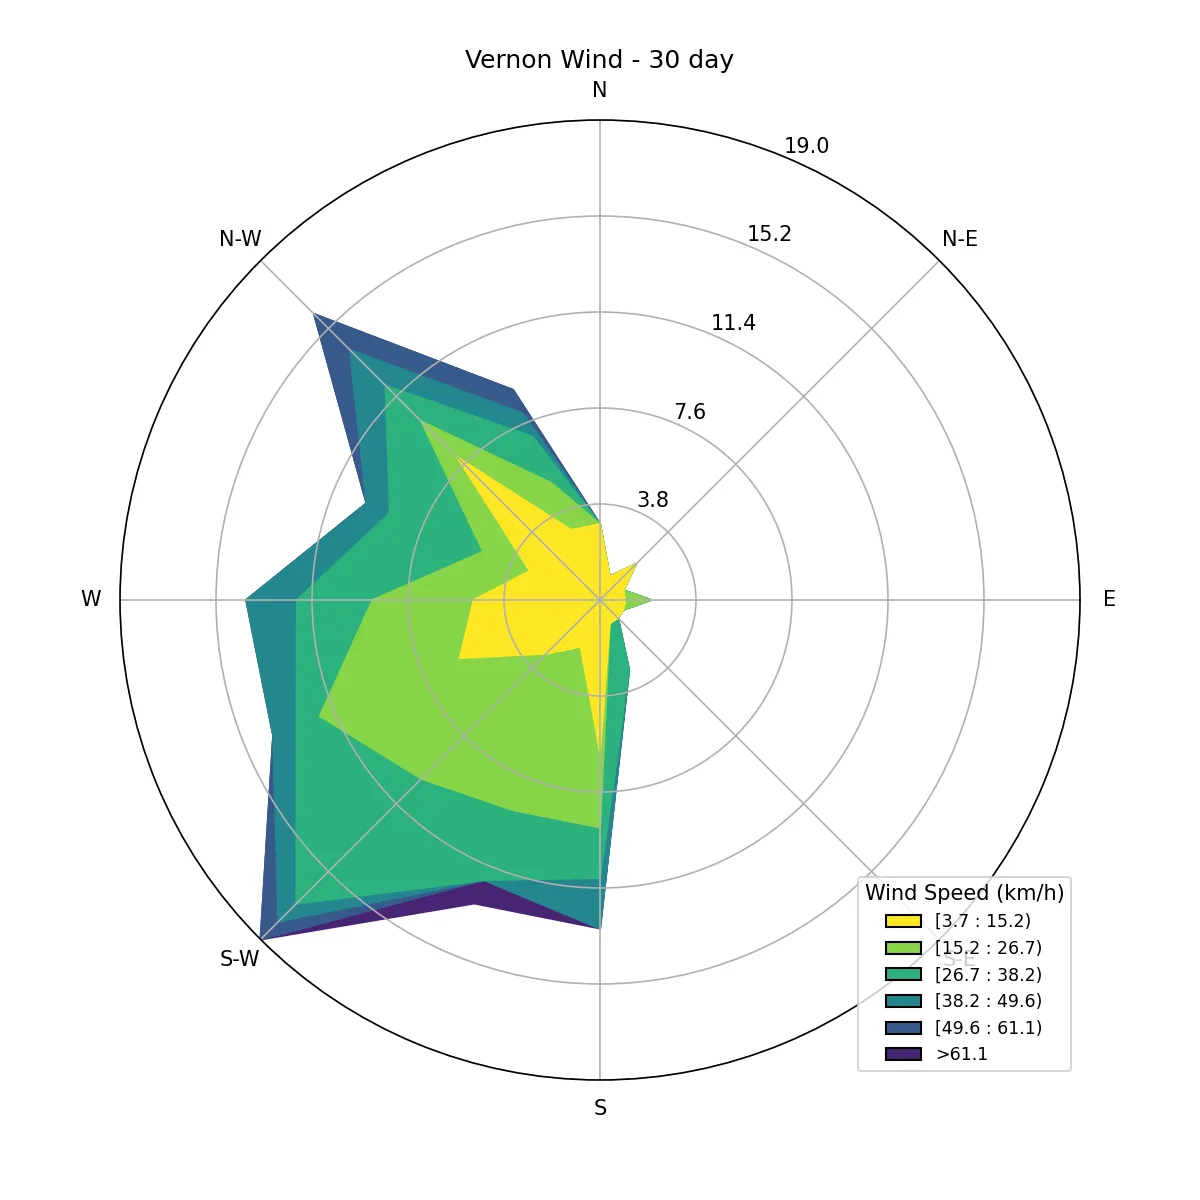 Vernon Wind - 30 day
N
19.0
15.2
N-W
N-E
11.4
7.6
3.8
W
E
Wind Speed (km/h)
[3.7 : 15.2)
[15.2 : 26.7)
S-W
S-E
[26.7 : 38.2)
[38.2 : 49.6)
[49.6 : 61.1)
>61.1
S